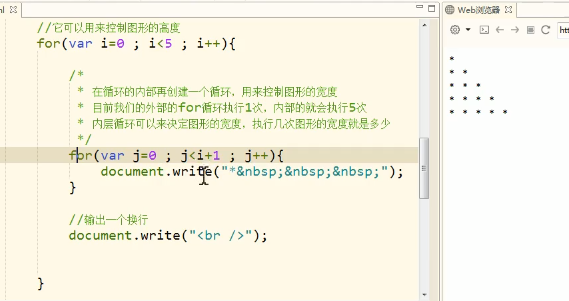 ml
Web浏览器
htt
//它可以用来控制图形的高度
for(var i=0 ; i<5 ; i++){
/*
* 在循环的内部再创建一个循环，用来控制图形的宽度
* 目前我们的外部的for循环执行1次，内部的就会执行5次
* 内层循环可以来决定图形的宽度，执行几次图形的宽度就是多少
*/
for(var j=0 ; j<i+1 ; j++){
document.write("*&nbsp;&nbsp;&nbsp;");
}
//输出一个换行
document.write("<br />");
}
*
* *
* * *
* * * *
* * * * *